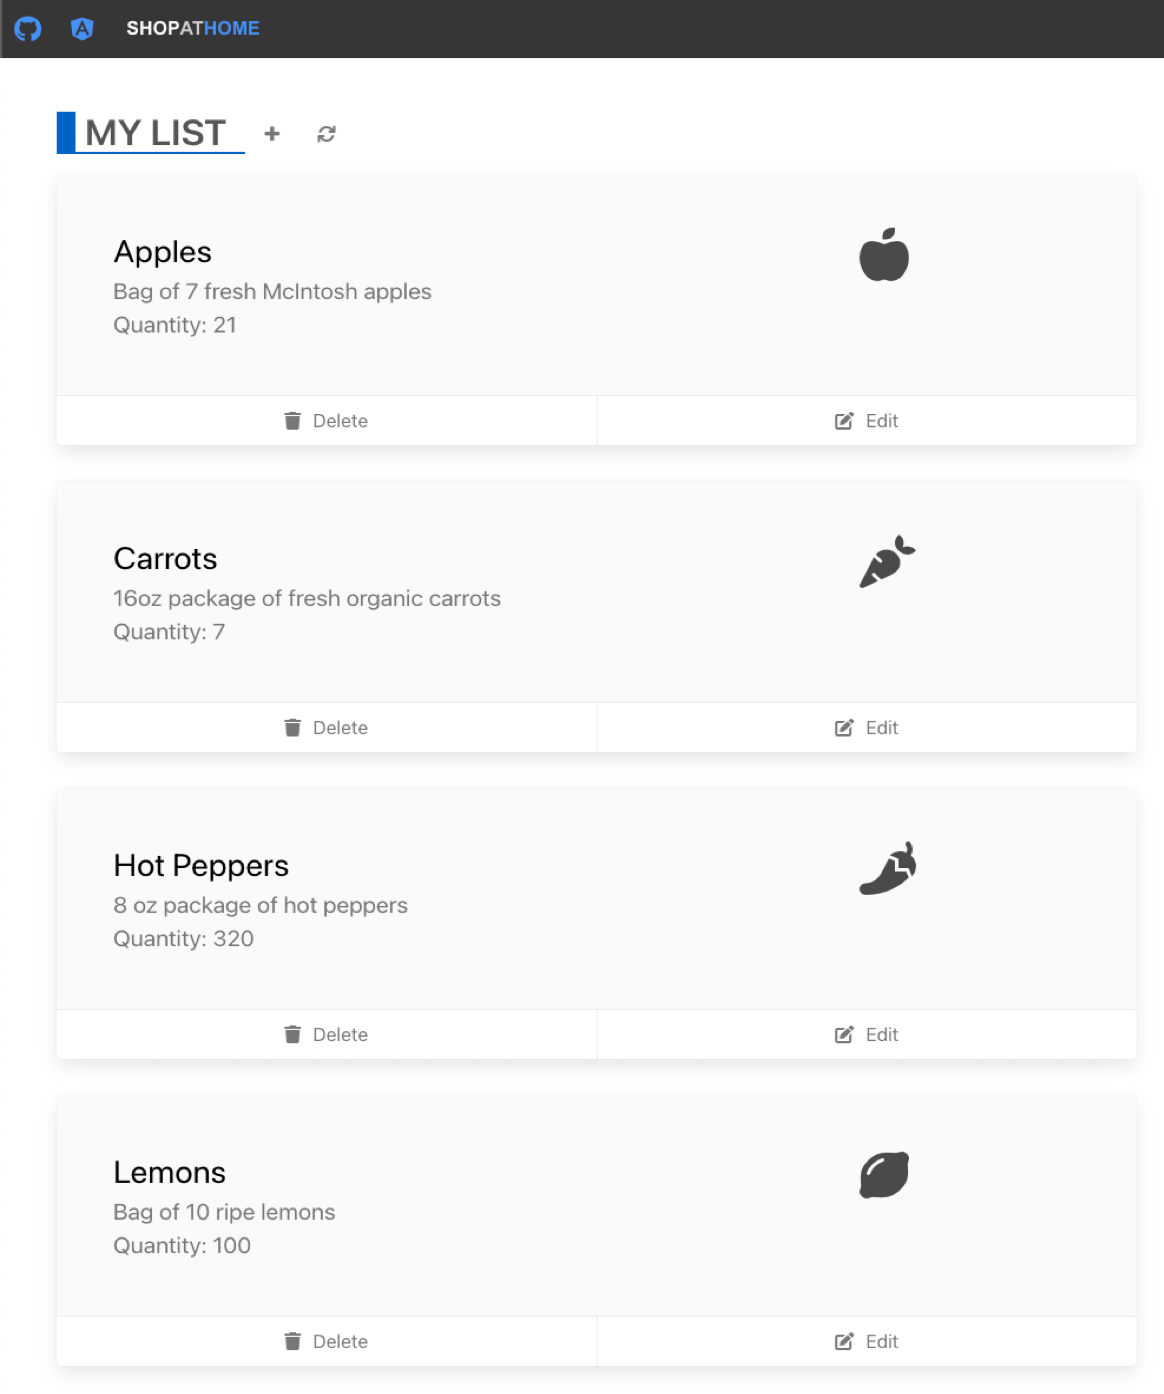 SHOPATHOME
MY LIST
Apples
Bag of 7 fresh McIntosh apples
Quantity: 21
Delete
Edit
Carrots
16oz package of fresh organic carrots
Quantity: 7
Delete
Edit
Hot Peppers
8 oz package of hot peppers
Quantity: 320
Delete
Edit
Lemons
Bag of 10 ripe lemons
Quantity: 100
Delete
Edit